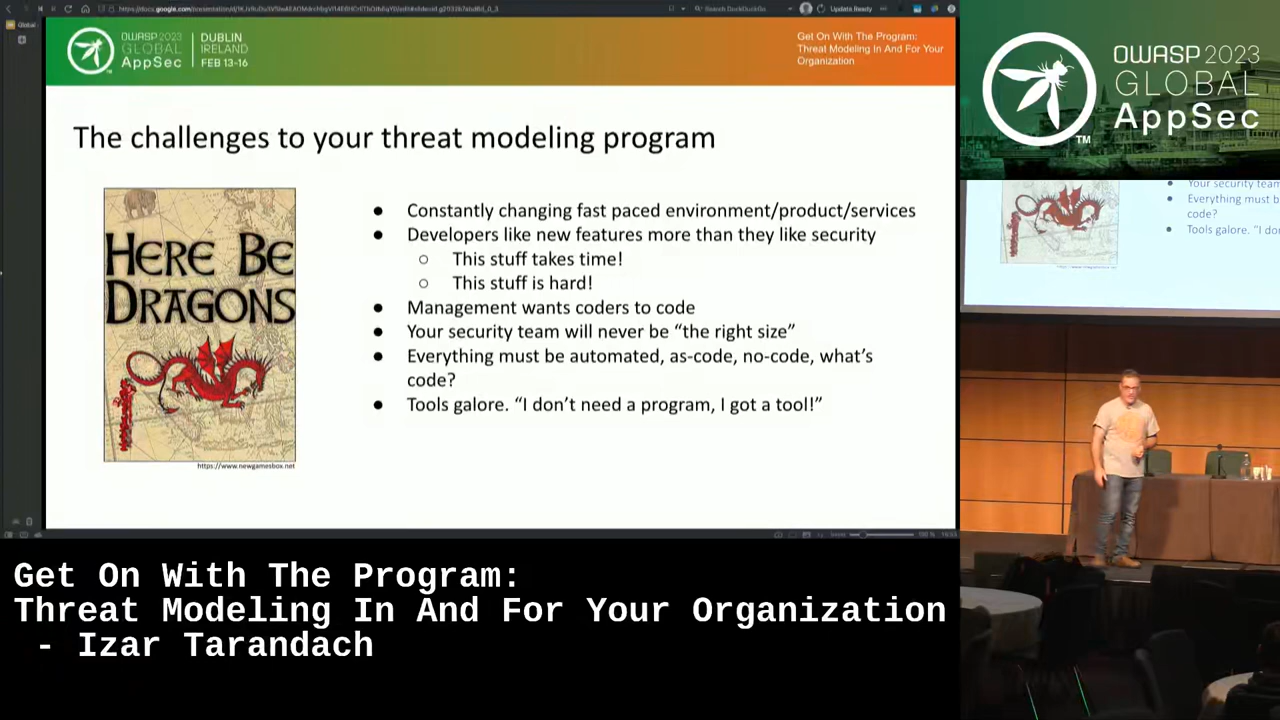 Update Ready
OWASP 2023
GLOBAL
AppSec
DUBLIN
IRELAND
FEB 13-16
Get On With The Program:
Threat Modeling In And For Your
Organization
The challenges to your threat modeling program
HERE BE
DRAGONS
https://www.newgamesbox.net
● Constantly changing fast paced environment/product/services
● Developers like new features more than they like security
○ This stuff takes time!
○ This stuff is hard!
● Management wants coders to code
● Your security team will never be “the right size”
● Everything must be automated, as-code, no-code, what’s
code?
● Tools galore. “I don’t need a program, I got a tool!”
OWASP 2023
GLOBAL
AppSec
TM
Your security team
Everything must b
code?
Tools galore. "I do
Get On With The Program:
Threat Modeling In And For Your Organization
- Izar Tarandach